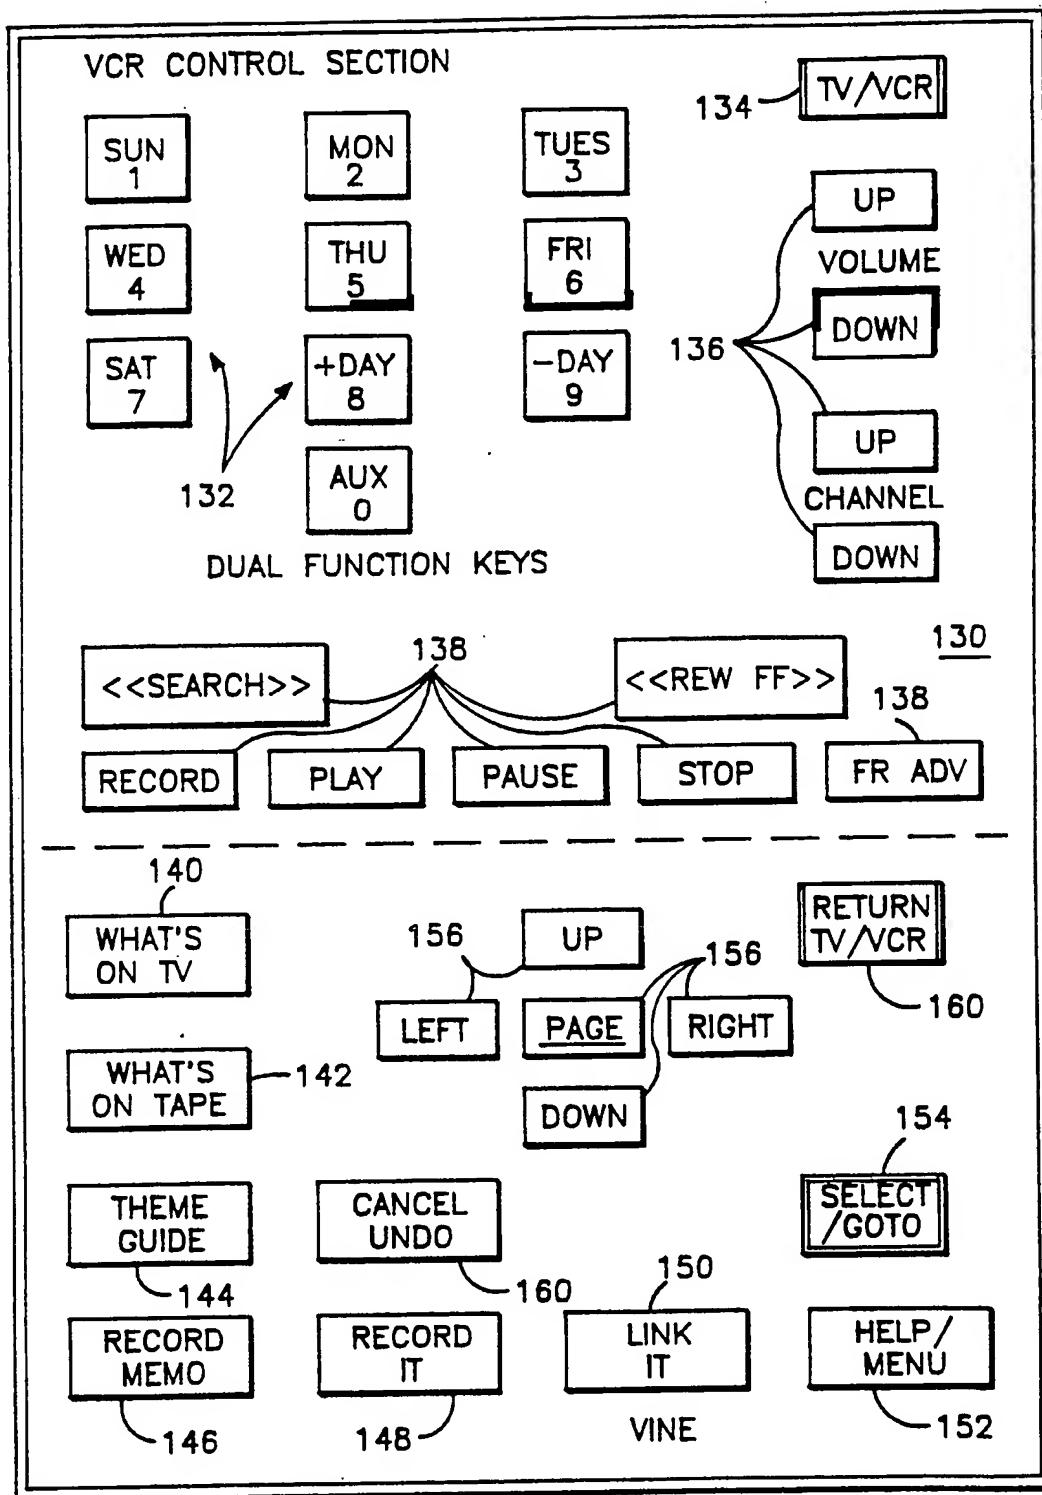 VCR CONTROL SECTION
134
TV/VCR
SUN
1
MON
2
TUES
3
UP
VOLUME
DOWN
WED
4
THU
5
FRI
6
136
SAT
7
+DAY
8
-DAY
9
UP
CHANNEL
DOWN
132
AUX
0
DUAL FUNCTION KEYS
130
138
<<SEARCH>>
<<REW FF>>
138
RECORD
PLAY
PAUSE
STOP
FR ADV
140
WHAT'S
ON TV
156
UP
156
RETURN
TV/VCR
160
LEFT
PAGE
RIGHT
WHAT'S
ON TAPE
142
DOWN
154
THEME
GUIDE
144
CANCEL
UNDO
160
SELECT
/GOTO
150
RECORD
MEMO
146
RECORD
IT
148
LINK
IT
HELP/
MENU
152
VINE